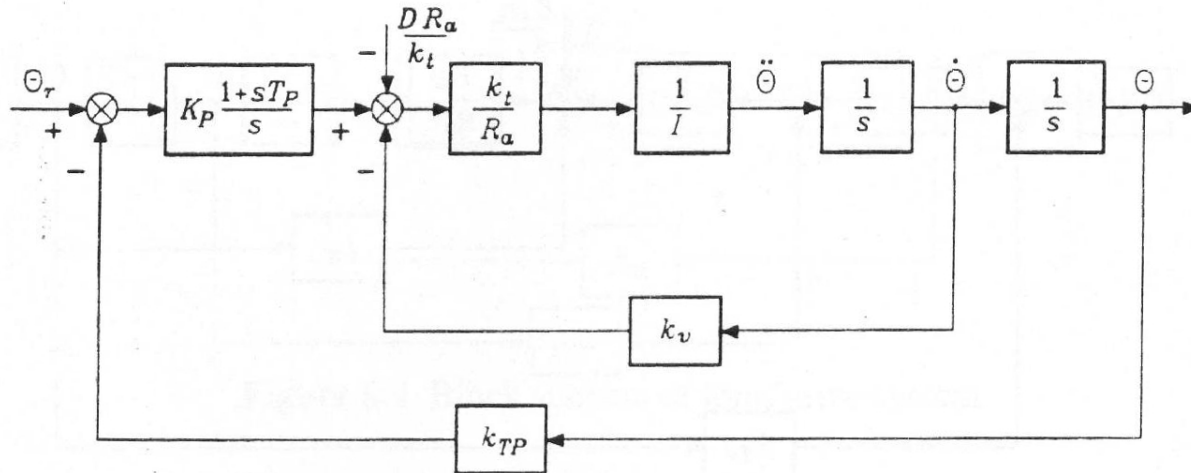 D R_a
k_t
Θ_r
K_P
1+sT_P
s
k_t
R_a
1
I
Θ̈
1
s
Θ̇
1
s
Θ
+
−
+
−
−
k_v
k_TP